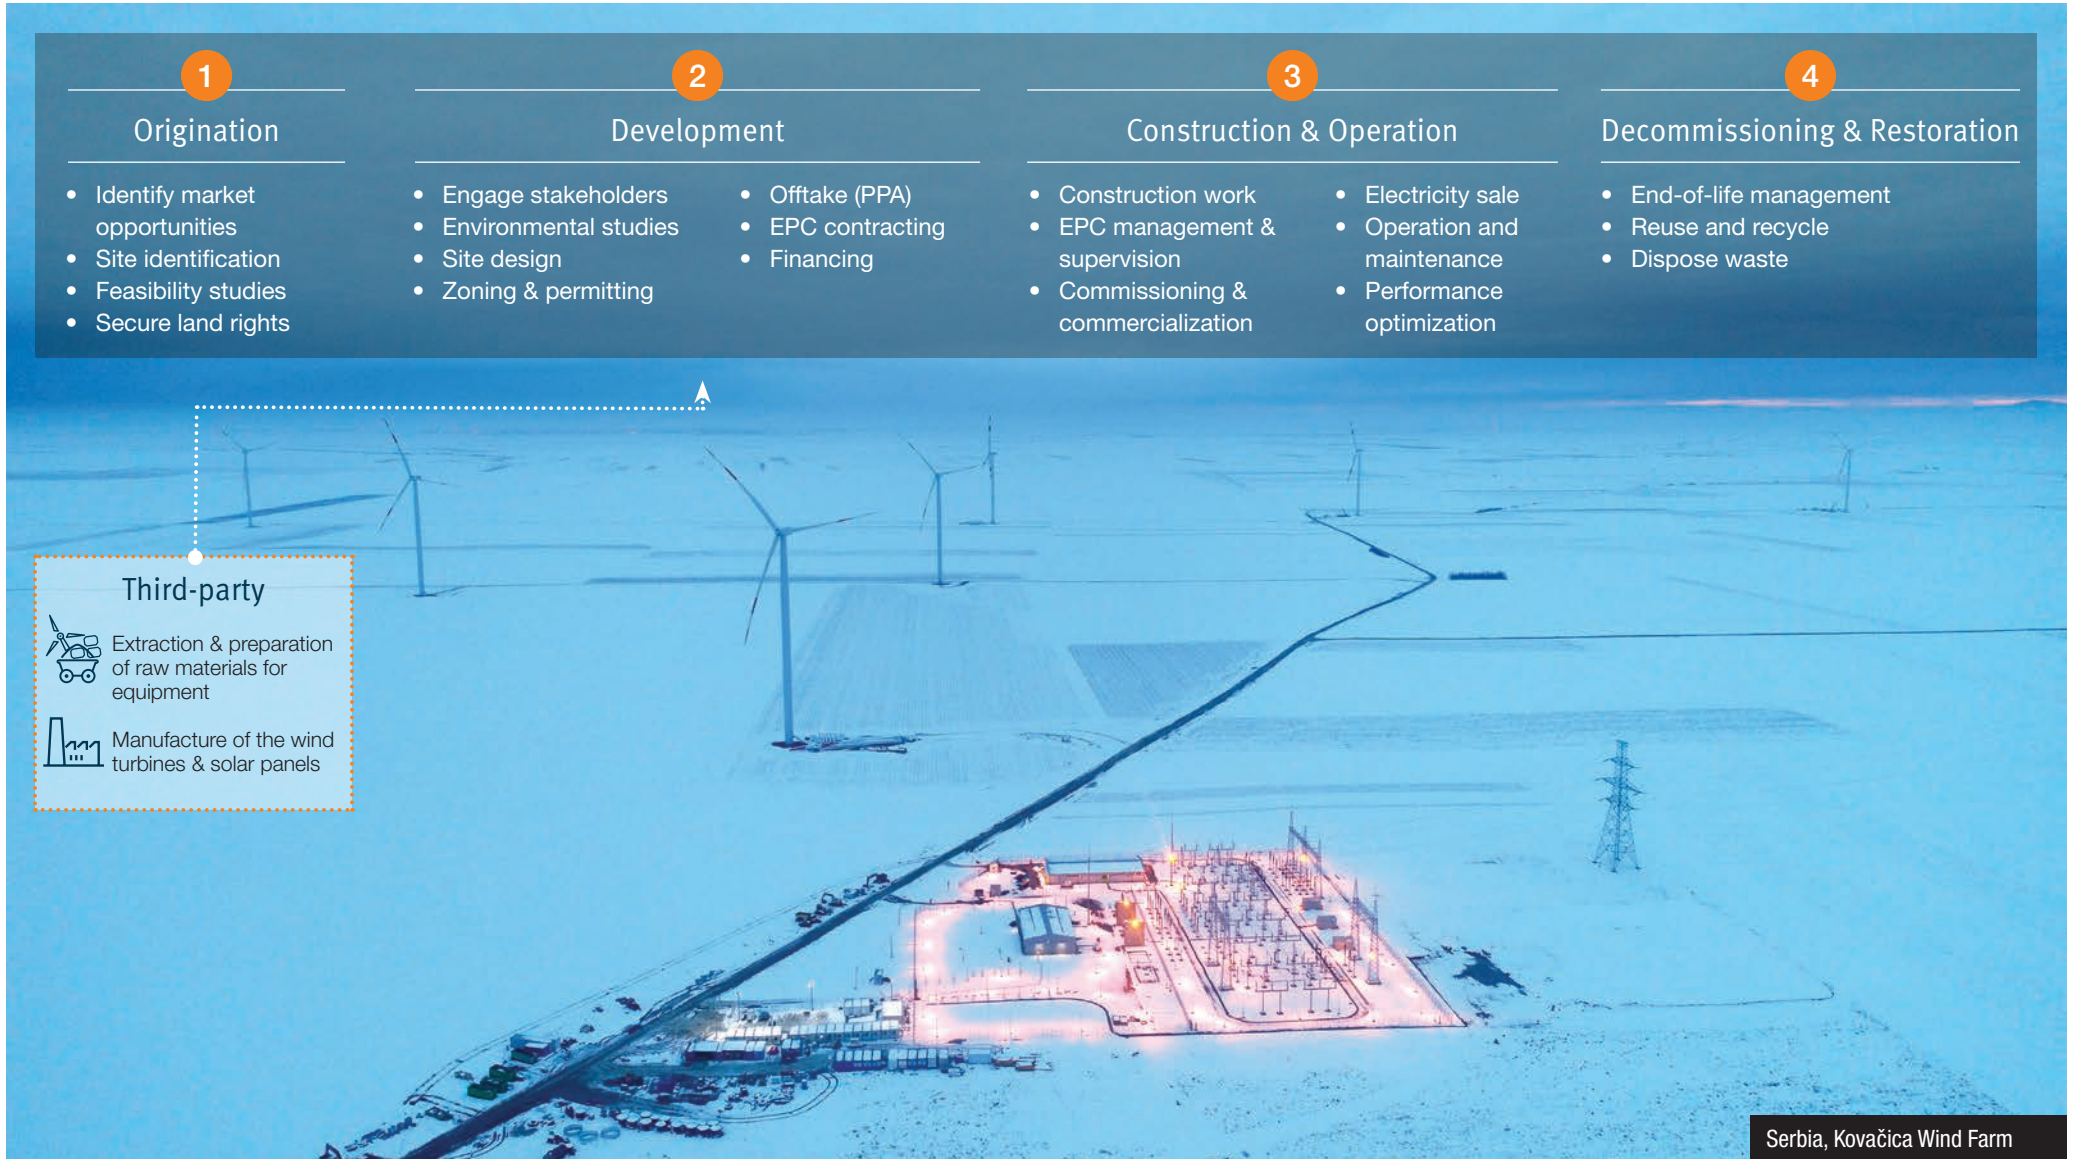 1
Origination
• Identify market
opportunities
• Site identification
• Feasibility studies
• Secure land rights
2
Development
• Engage stakeholders
• Environmental studies
• Site design
• Zoning & permitting
• Offtake (PPA)
• EPC contracting
• Financing
3
Construction & Operation
• Construction work
• EPC management &
supervision
• Commissioning &
commercialization
• Electricity sale
• Operation and
maintenance
• Performance
optimization
4
Decommissioning & Restoration
• End-of-life management
• Reuse and recycle
• Dispose waste
Third-party
Extraction & preparation
of raw materials for
equipment
Manufacture of the wind
turbines & solar panels
Serbia, Kovačica Wind Farm